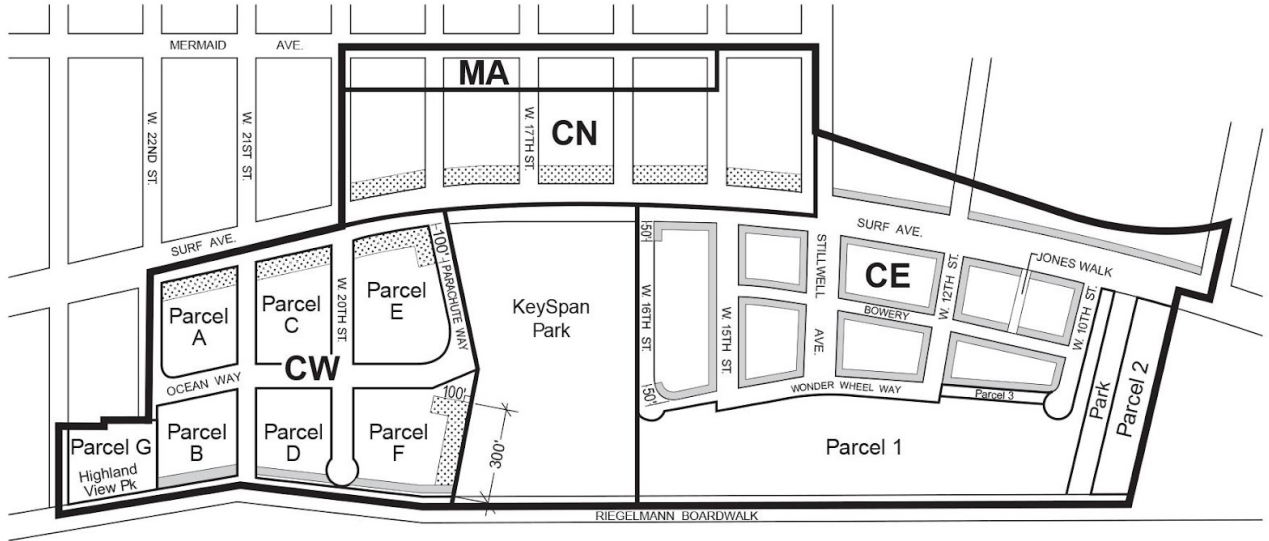 MERMAID AVE.
MA
W. 22ND ST.
W. 21ST ST.
W. 17TH ST.
CN
SURF AVE.
SURF AVE.
100'
PARACHUTE WAY
50'
STILLWELL
AVE.
CE
W. 12TH ST.
JONES WALK
Parcel
A
Parcel
C
W. 20TH ST.
Parcel
E
KeySpan
Park
W. 16TH ST.
W. 15TH ST.
BOWERY
W. 10TH ST.
CW
OCEAN WAY
WONDER WHEEL WAY
Parcel 3
50'
100'
Park
Parcel 2
Parcel G
Highland
View Pk
Parcel
B
Parcel
D
Parcel
F
300'
Parcel 1
RIEGELMANN BOARDWALK